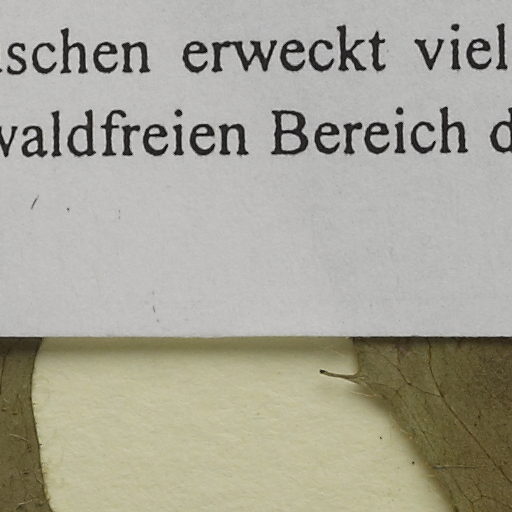 schen erweckt viel
waldfreien Bereich d